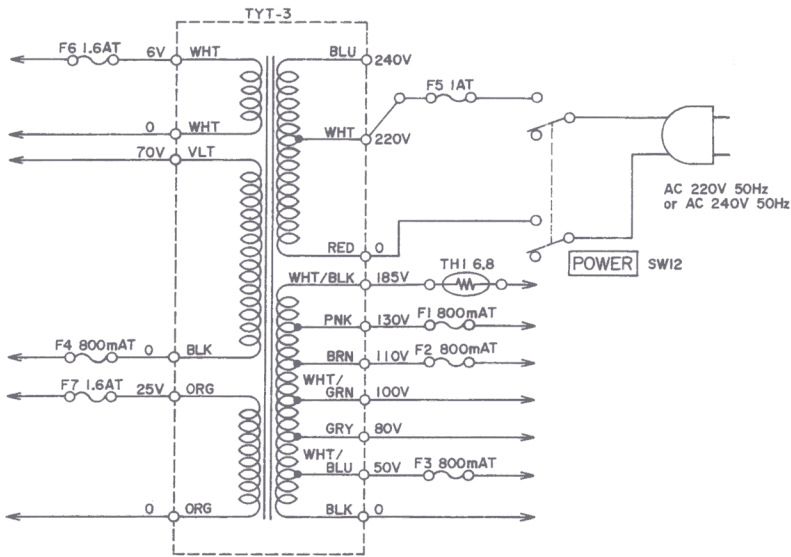 TYT-3
F6 1.6AT 6V WHT BLU 240V
F5 1AT
0 WHT WHT 220V
70V VLT
AC 220V 50Hz
or AC 240V 50Hz
RED 0
POWER SW12
WHT/BLK 185V TH1 6.8
PNK 130V F1 800mAT
F4 800mAT 0 BLK BRN 110V F2 800mAT
F7 1.6AT 25V ORG WHT/
GRN 100V
GRY 80V
WHT/
BLU 50V F3 800mAT
0 ORG BLK 0